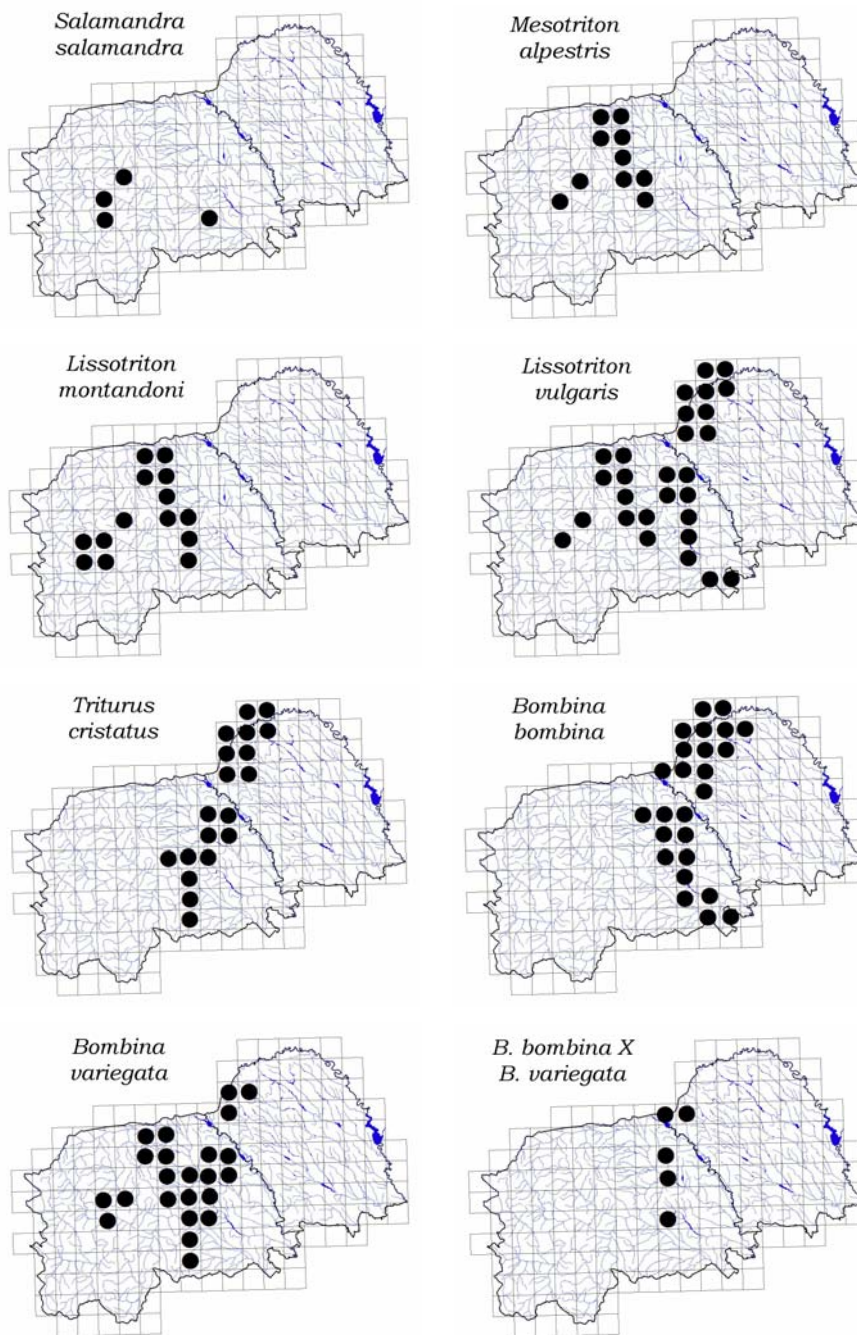 Salamandra
salamandra
Mesotriton
alpestris
Lissotriton
montandoni
Lissotriton
vulgaris
Triturus
cristatus
Bombina
bombina
Bombina
variegata
B. bombina X
B. variegata